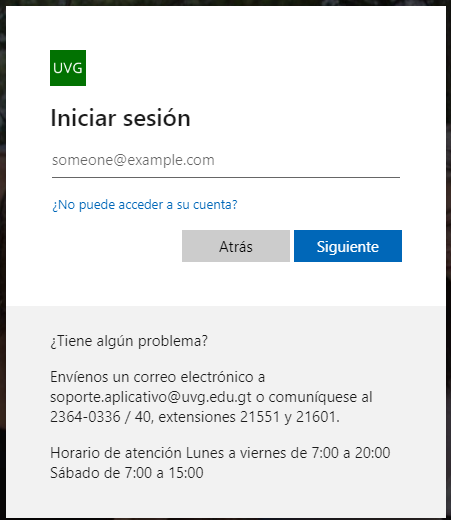 UVG
Iniciar sesión
someone@example.com
¿No puede acceder a su cuenta?
Atrás
Siguiente
¿Tiene algún problema?
Envíenos un correo electrónico a
soporte.aplicativo@uvg.edu.gt o comuníquese al
2364-0336 / 40, extensiones 21551 y 21601.
Horario de atención Lunes a viernes de 7:00 a 20:00
Sábado de 7:00 a 15:00